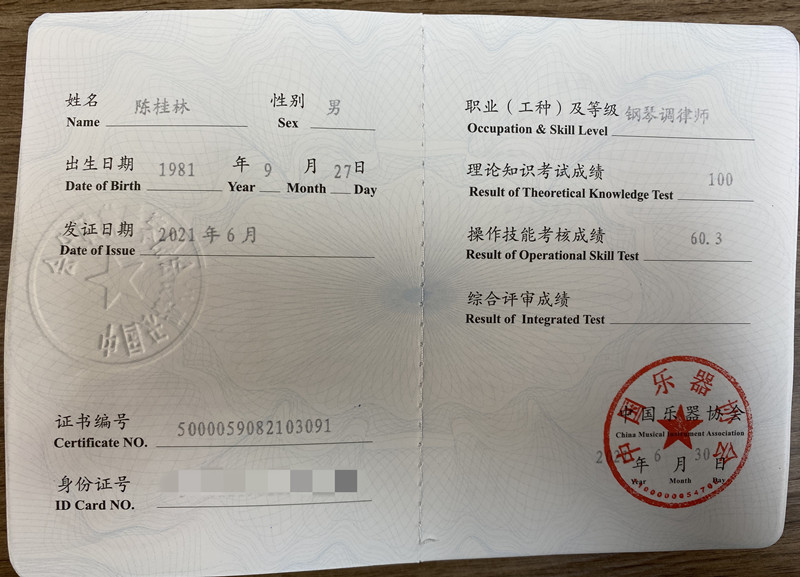 姓名 陈桂林 性别 男
Name Sex
出生日期 1981 年 9 月 27日
Date of Birth Year Month Day
发证日期 2021 年 6 月
Date of Issue
证书编号 5000059082103091
Certificate NO.
身份证号
ID Card NO.
职业（工种）及等级 钢琴调律师
Occupation & Skill Level
理论知识考试成绩 100
Result of Theoretical Knowledge Test
操作技能考核成绩 60.3
Result of Operational Skill Test
综合评审成绩
Result of Integrated Test
中国乐器协会
中国乐器协会
China Musical Instrument Association
年 6 月 30 日
Year Month Day